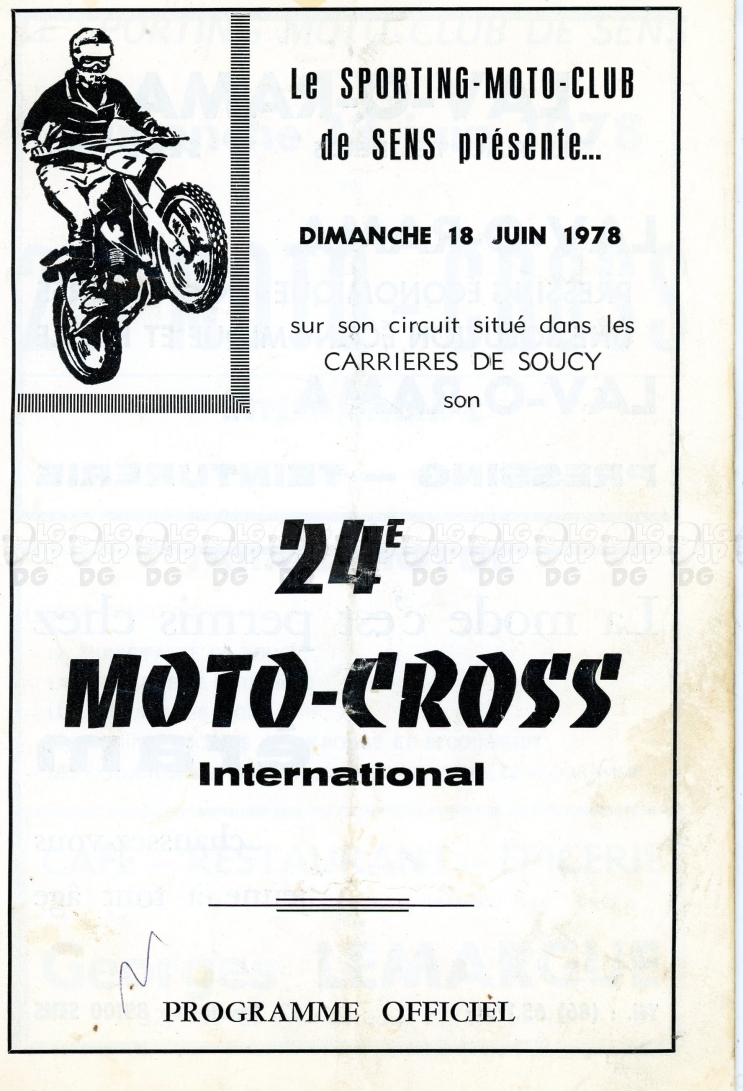 Le SPORTING-MOTO-CLUB
de SENS présente...
7
DIMANCHE 18 JUIN 1978
sur son circuit situé dans les
CARRIERES DE SOUCY
son
24E
MOTO-CROSS
International
PROGRAMME OFFICIEL